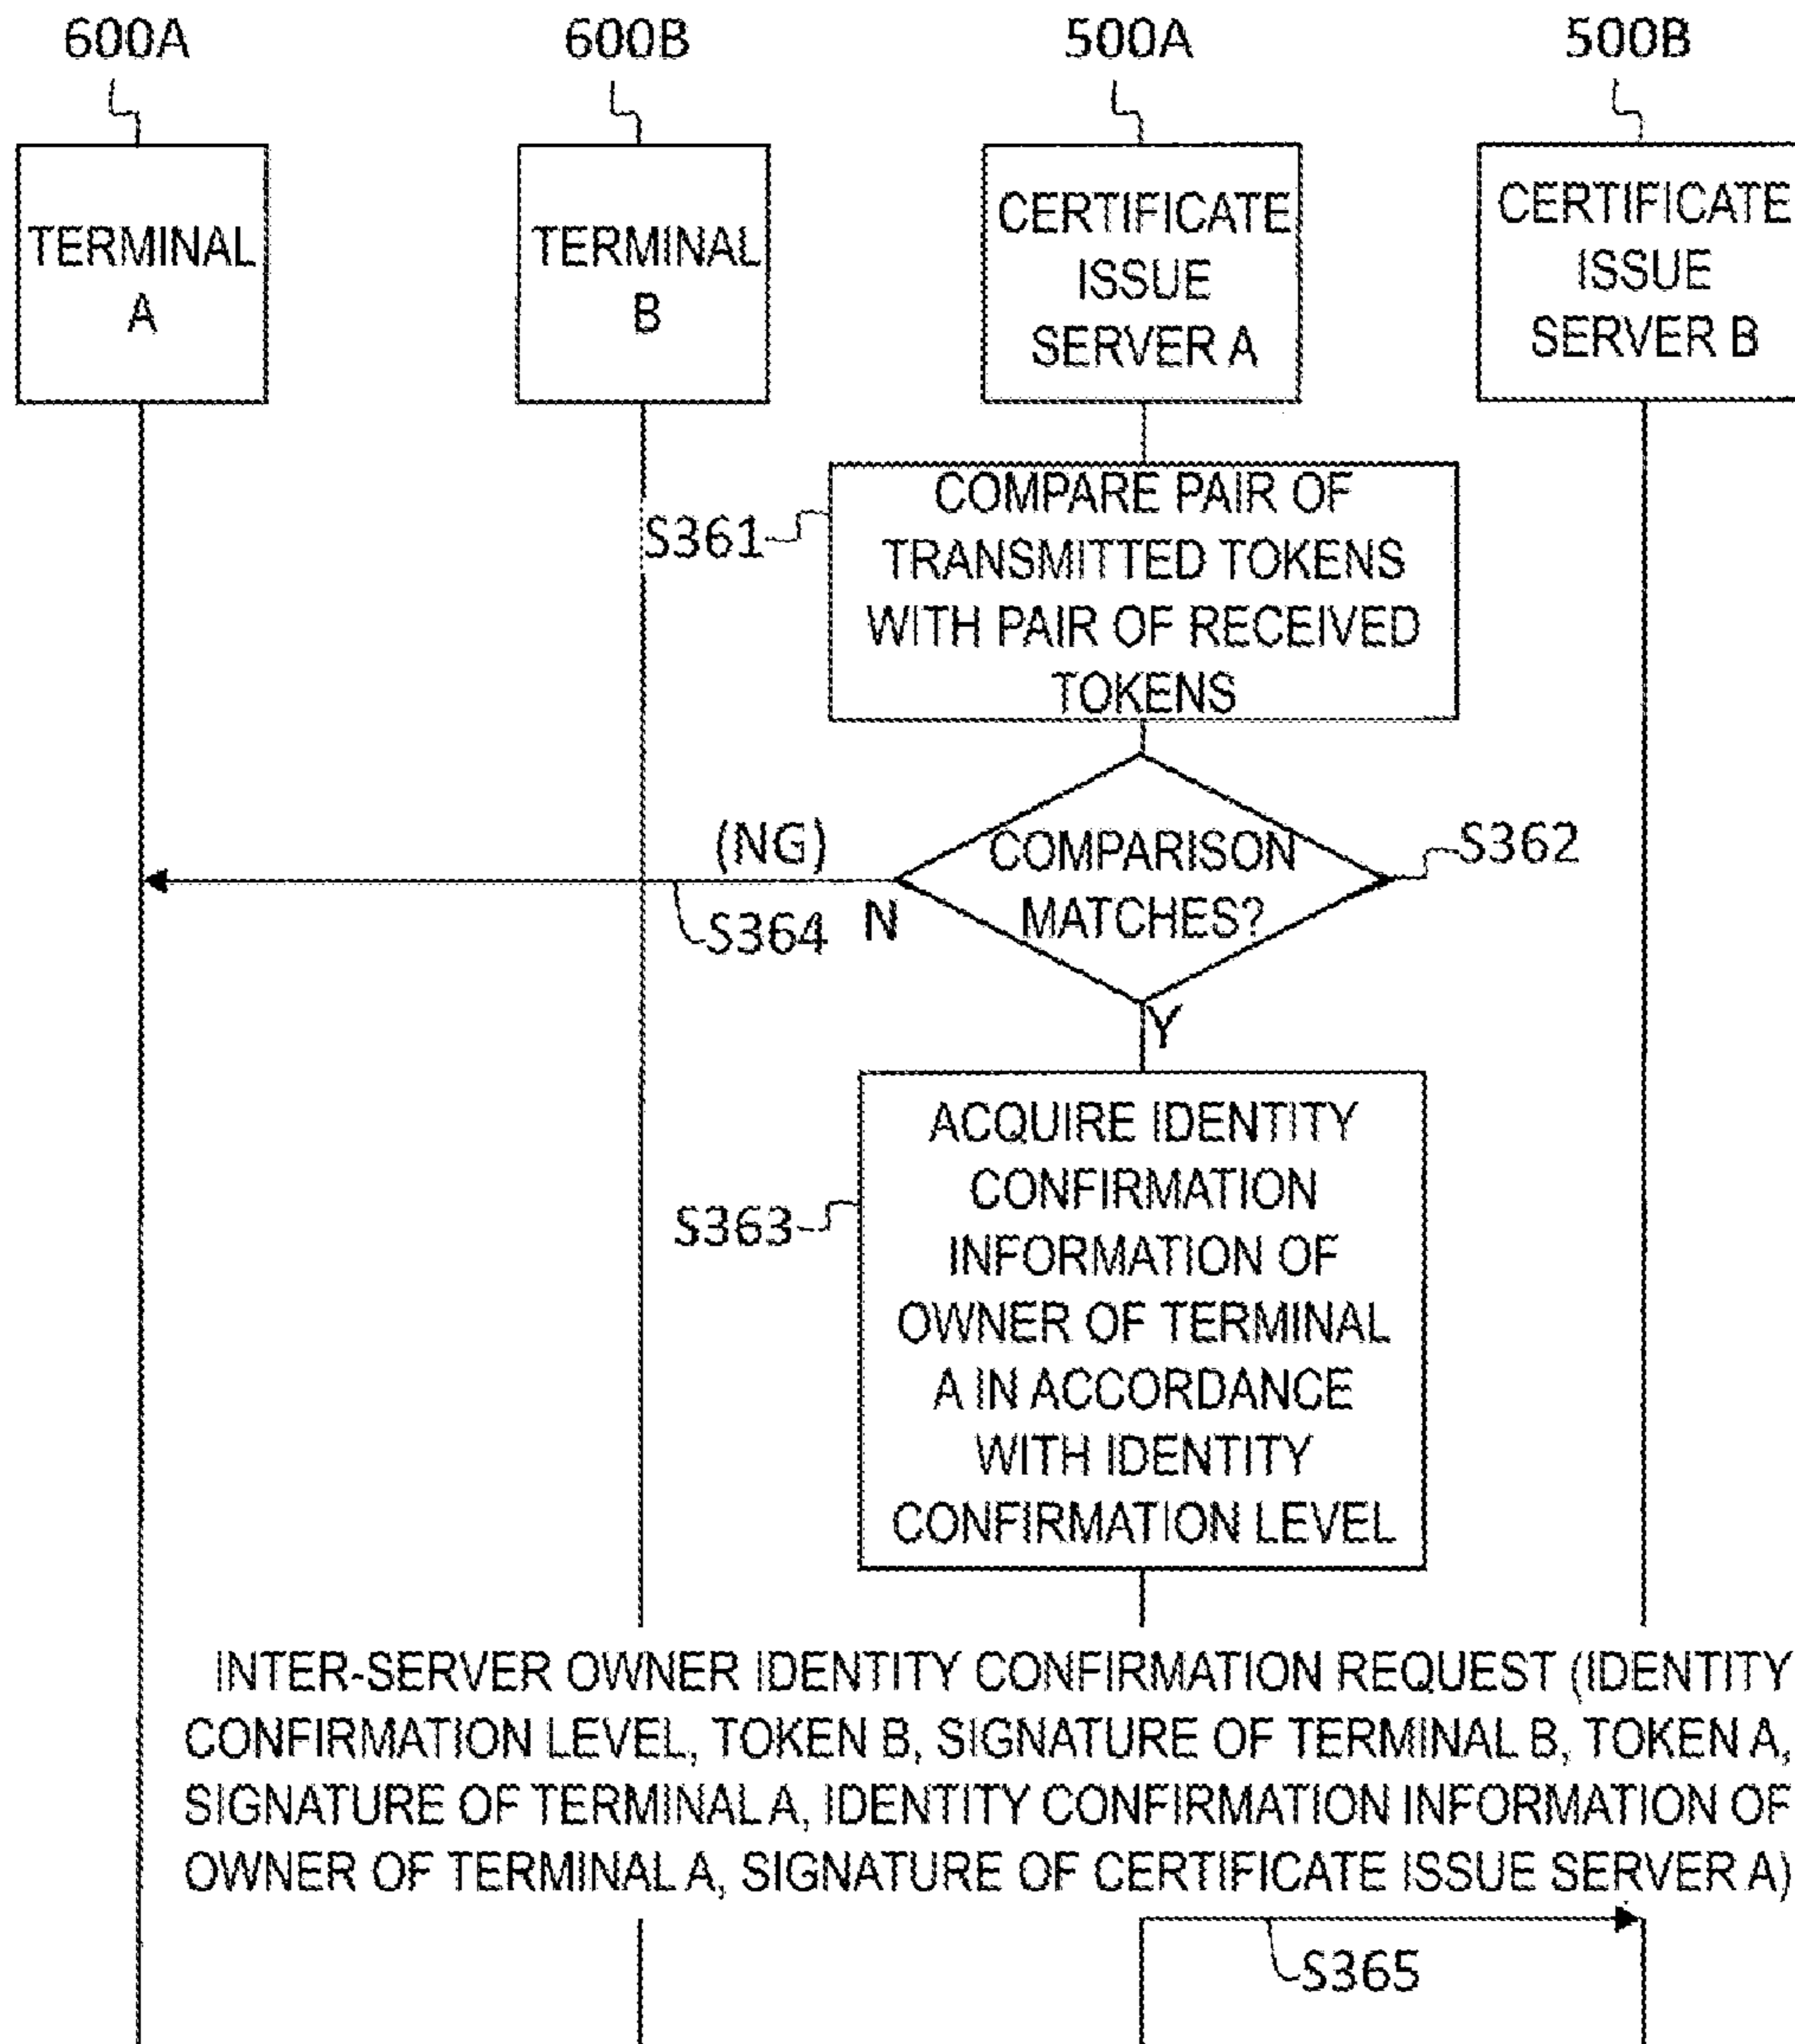 600A
600B
500A
500B
TERMINAL
A
TERMINAL
B
CERTIFICATE
ISSUE
SERVER A
CERTIFICATE
ISSUE
SERVER B
S361
COMPARE PAIR OF
TRANSMITTED TOKENS
WITH PAIR OF RECEIVED
TOKENS
(NG)
COMPARISON
MATCHES?
S362
S364
N
Y
S363
ACQUIRE IDENTITY
CONFIRMATION
INFORMATION OF
OWNER OF TERMINAL
A IN ACCORDANCE
WITH IDENTITY
CONFIRMATION LEVEL
INTER-SERVER OWNER IDENTITY CONFIRMATION REQUEST (IDENTITY
CONFIRMATION LEVEL, TOKEN B, SIGNATURE OF TERMINAL B, TOKEN A,
SIGNATURE OF TERMINAL A, IDENTITY CONFIRMATION INFORMATION OF
OWNER OF TERMINAL A, SIGNATURE OF CERTIFICATE ISSUE SERVER A)
S365